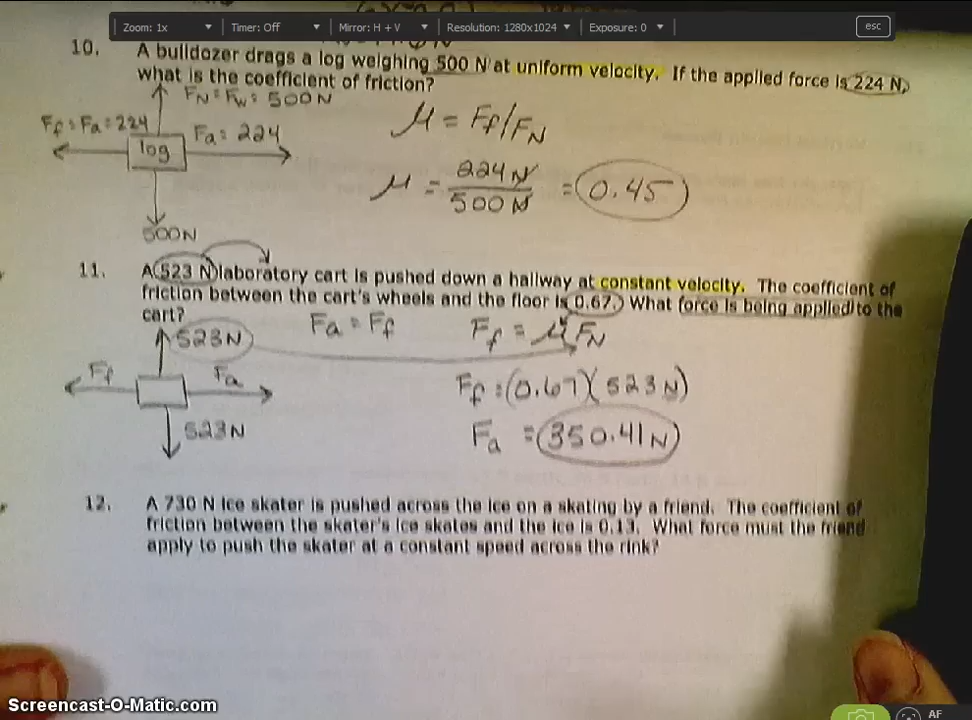 Zoom: 1x Timer: Off Mirror: H + V Resolution: 1280x1024 Exposure: 0 esc
10. A bulldozer drags a log weighing 500 N at uniform velocity. If the applied force is 224 N,
what is the coefficient of friction?
FN = Fw = 500 N
Ff = Fa = 224
Fa = 224
log
500N
μ = Ff/FN
μ = 224 N / 500 N = 0.45
11. A 523 N laboratory cart is pushed down a hallway at constant velocity. The coefficient of
friction between the cart's wheels and the floor is 0.67. What force is being applied to the
cart?
523N
Ff
Fa
523N
Fa = Ff
Ff = μ FN
Ff = (0.67)(523N)
Fa = 350.41N
12. A 730 N ice skater is pushed across the ice on a skating by a friend. The coefficient of
friction between the skater's ice skates and the ice is 0.13. What force must the friend
apply to push the skater at a constant speed across the rink?
Screencast-O-Matic.com
AF